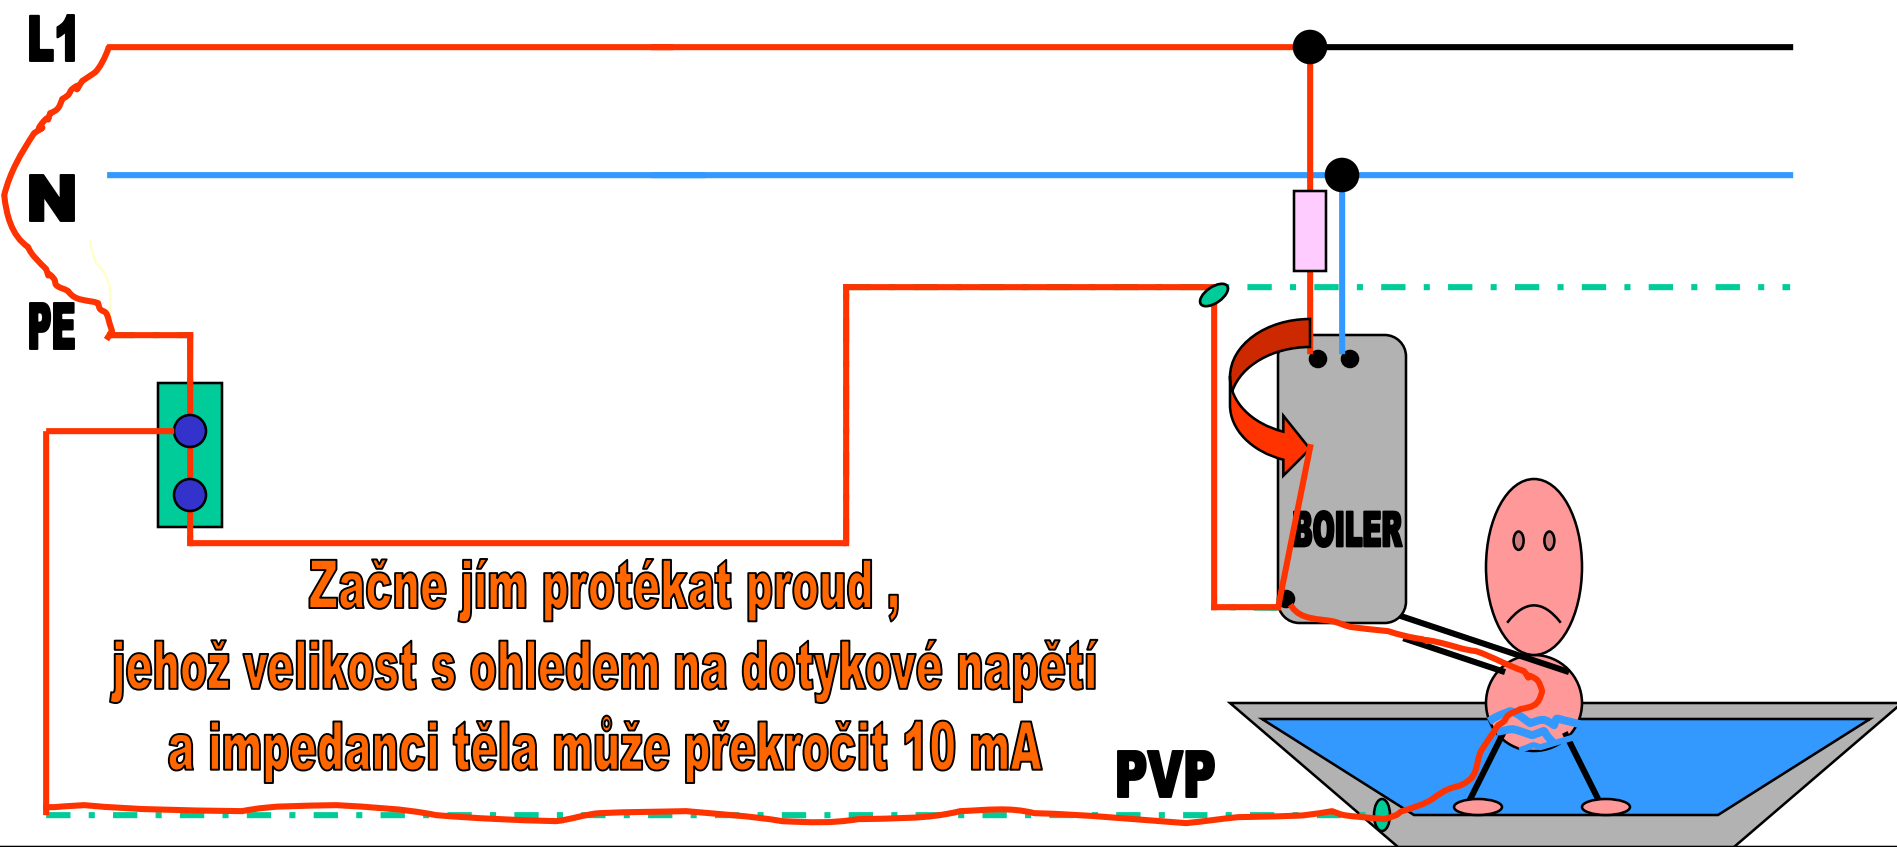 L1
N
PE
BOILER
Začne jím protékat proud ,
jehož velikost s ohledem na dotykové napětí
a impedanci těla může překročit 10 mA
PVP